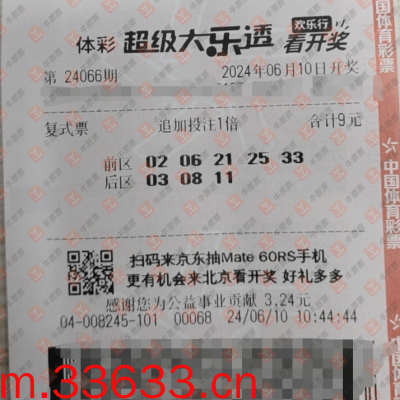 体彩 超级大乐透 欢乐行 看开奖
第 24066期 2024年06月10日开奖
复式票 追加投注1倍 合计9元
前区 02 06 21 25 33
后区 03 08 11
扫码来京东抽Mate 60RS手机
更有机会来北京看开奖 好礼多多
感谢您为公益事业贡献 3.24元
04-008245-101 00068 24/06/10 10:44:44
m.33633.cn
中国体育彩票
中国体育彩票